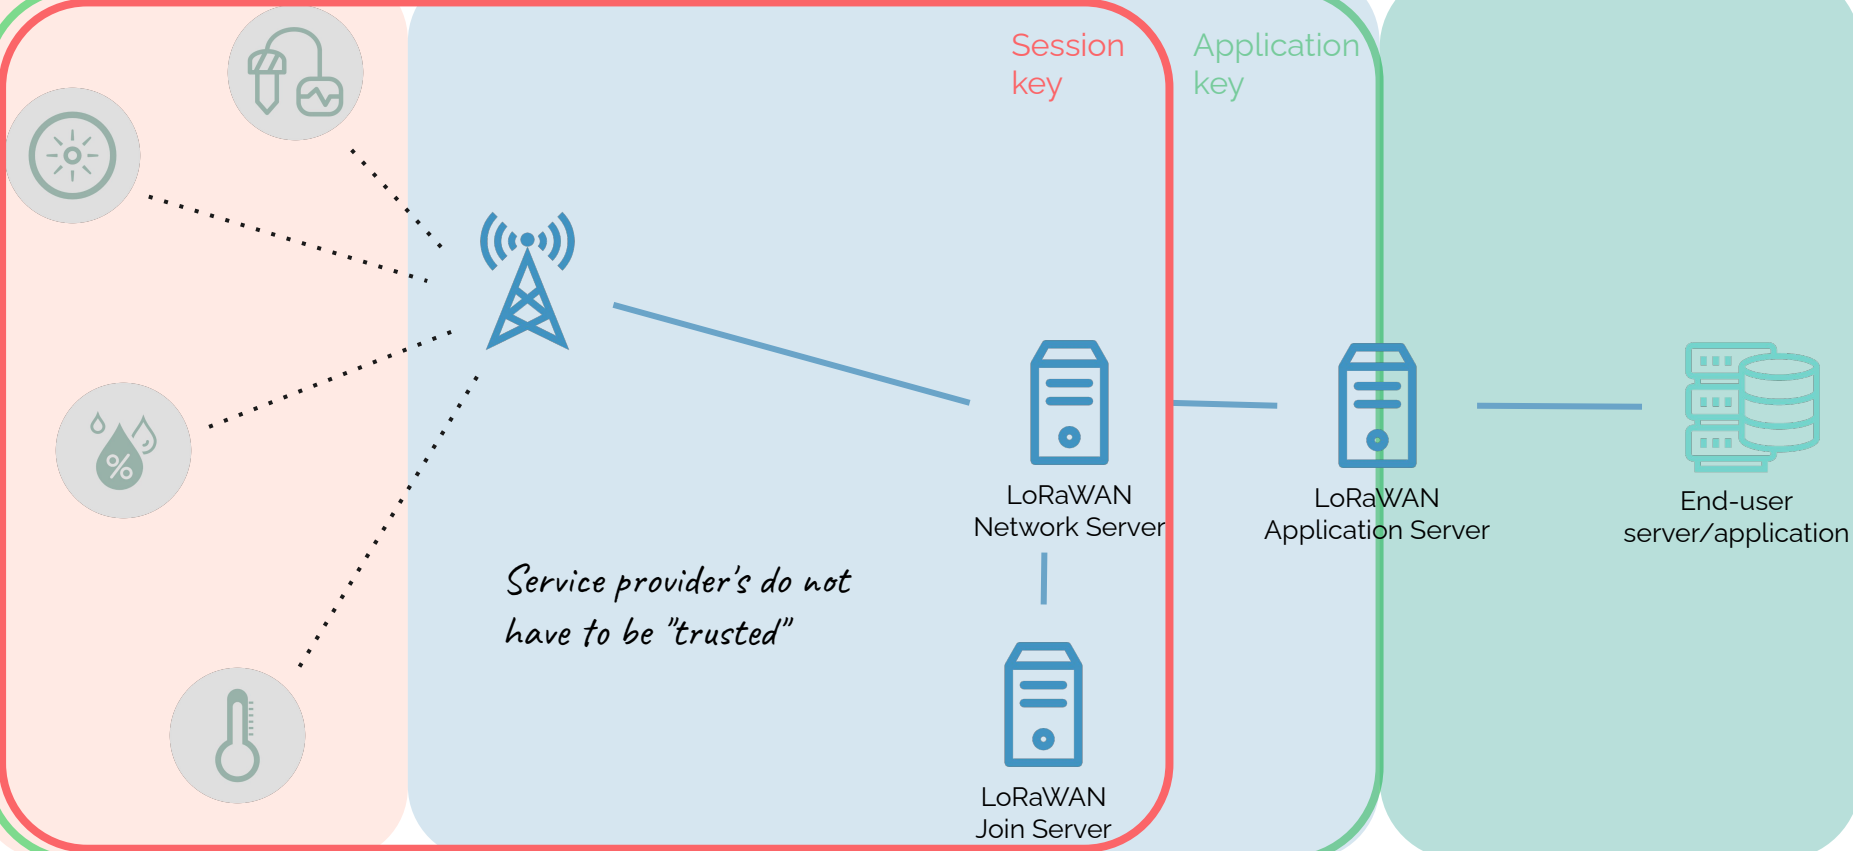 Session
key
Application
key
LoRaWAN
Network Server
LoRaWAN
Application Server
End-user
server/application
Service provider's do not
have to be "trusted"
%
LoRaWAN
Join Server